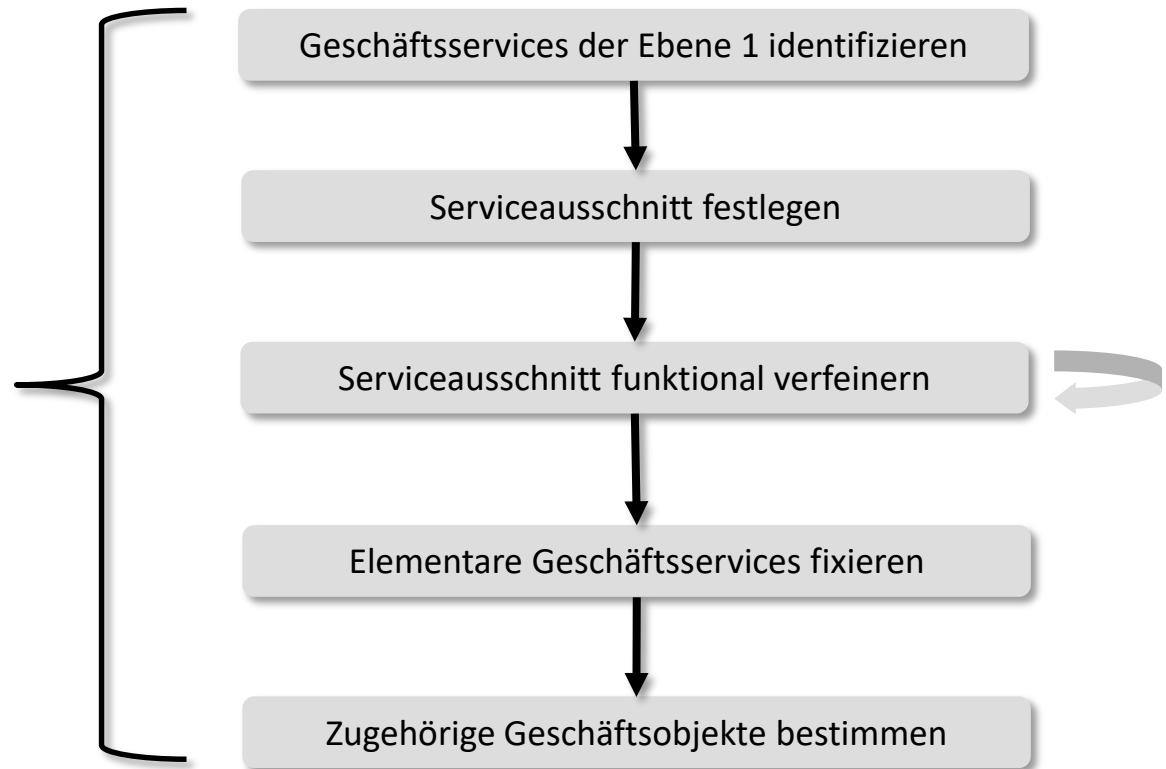 Geschäftsservices der Ebene 1 identifizieren
Serviceausschnitt festlegen
Serviceausschnitt funktional verfeinern
Elementare Geschäftsservices fixieren
Zugehörige Geschäftsobjekte bestimmen